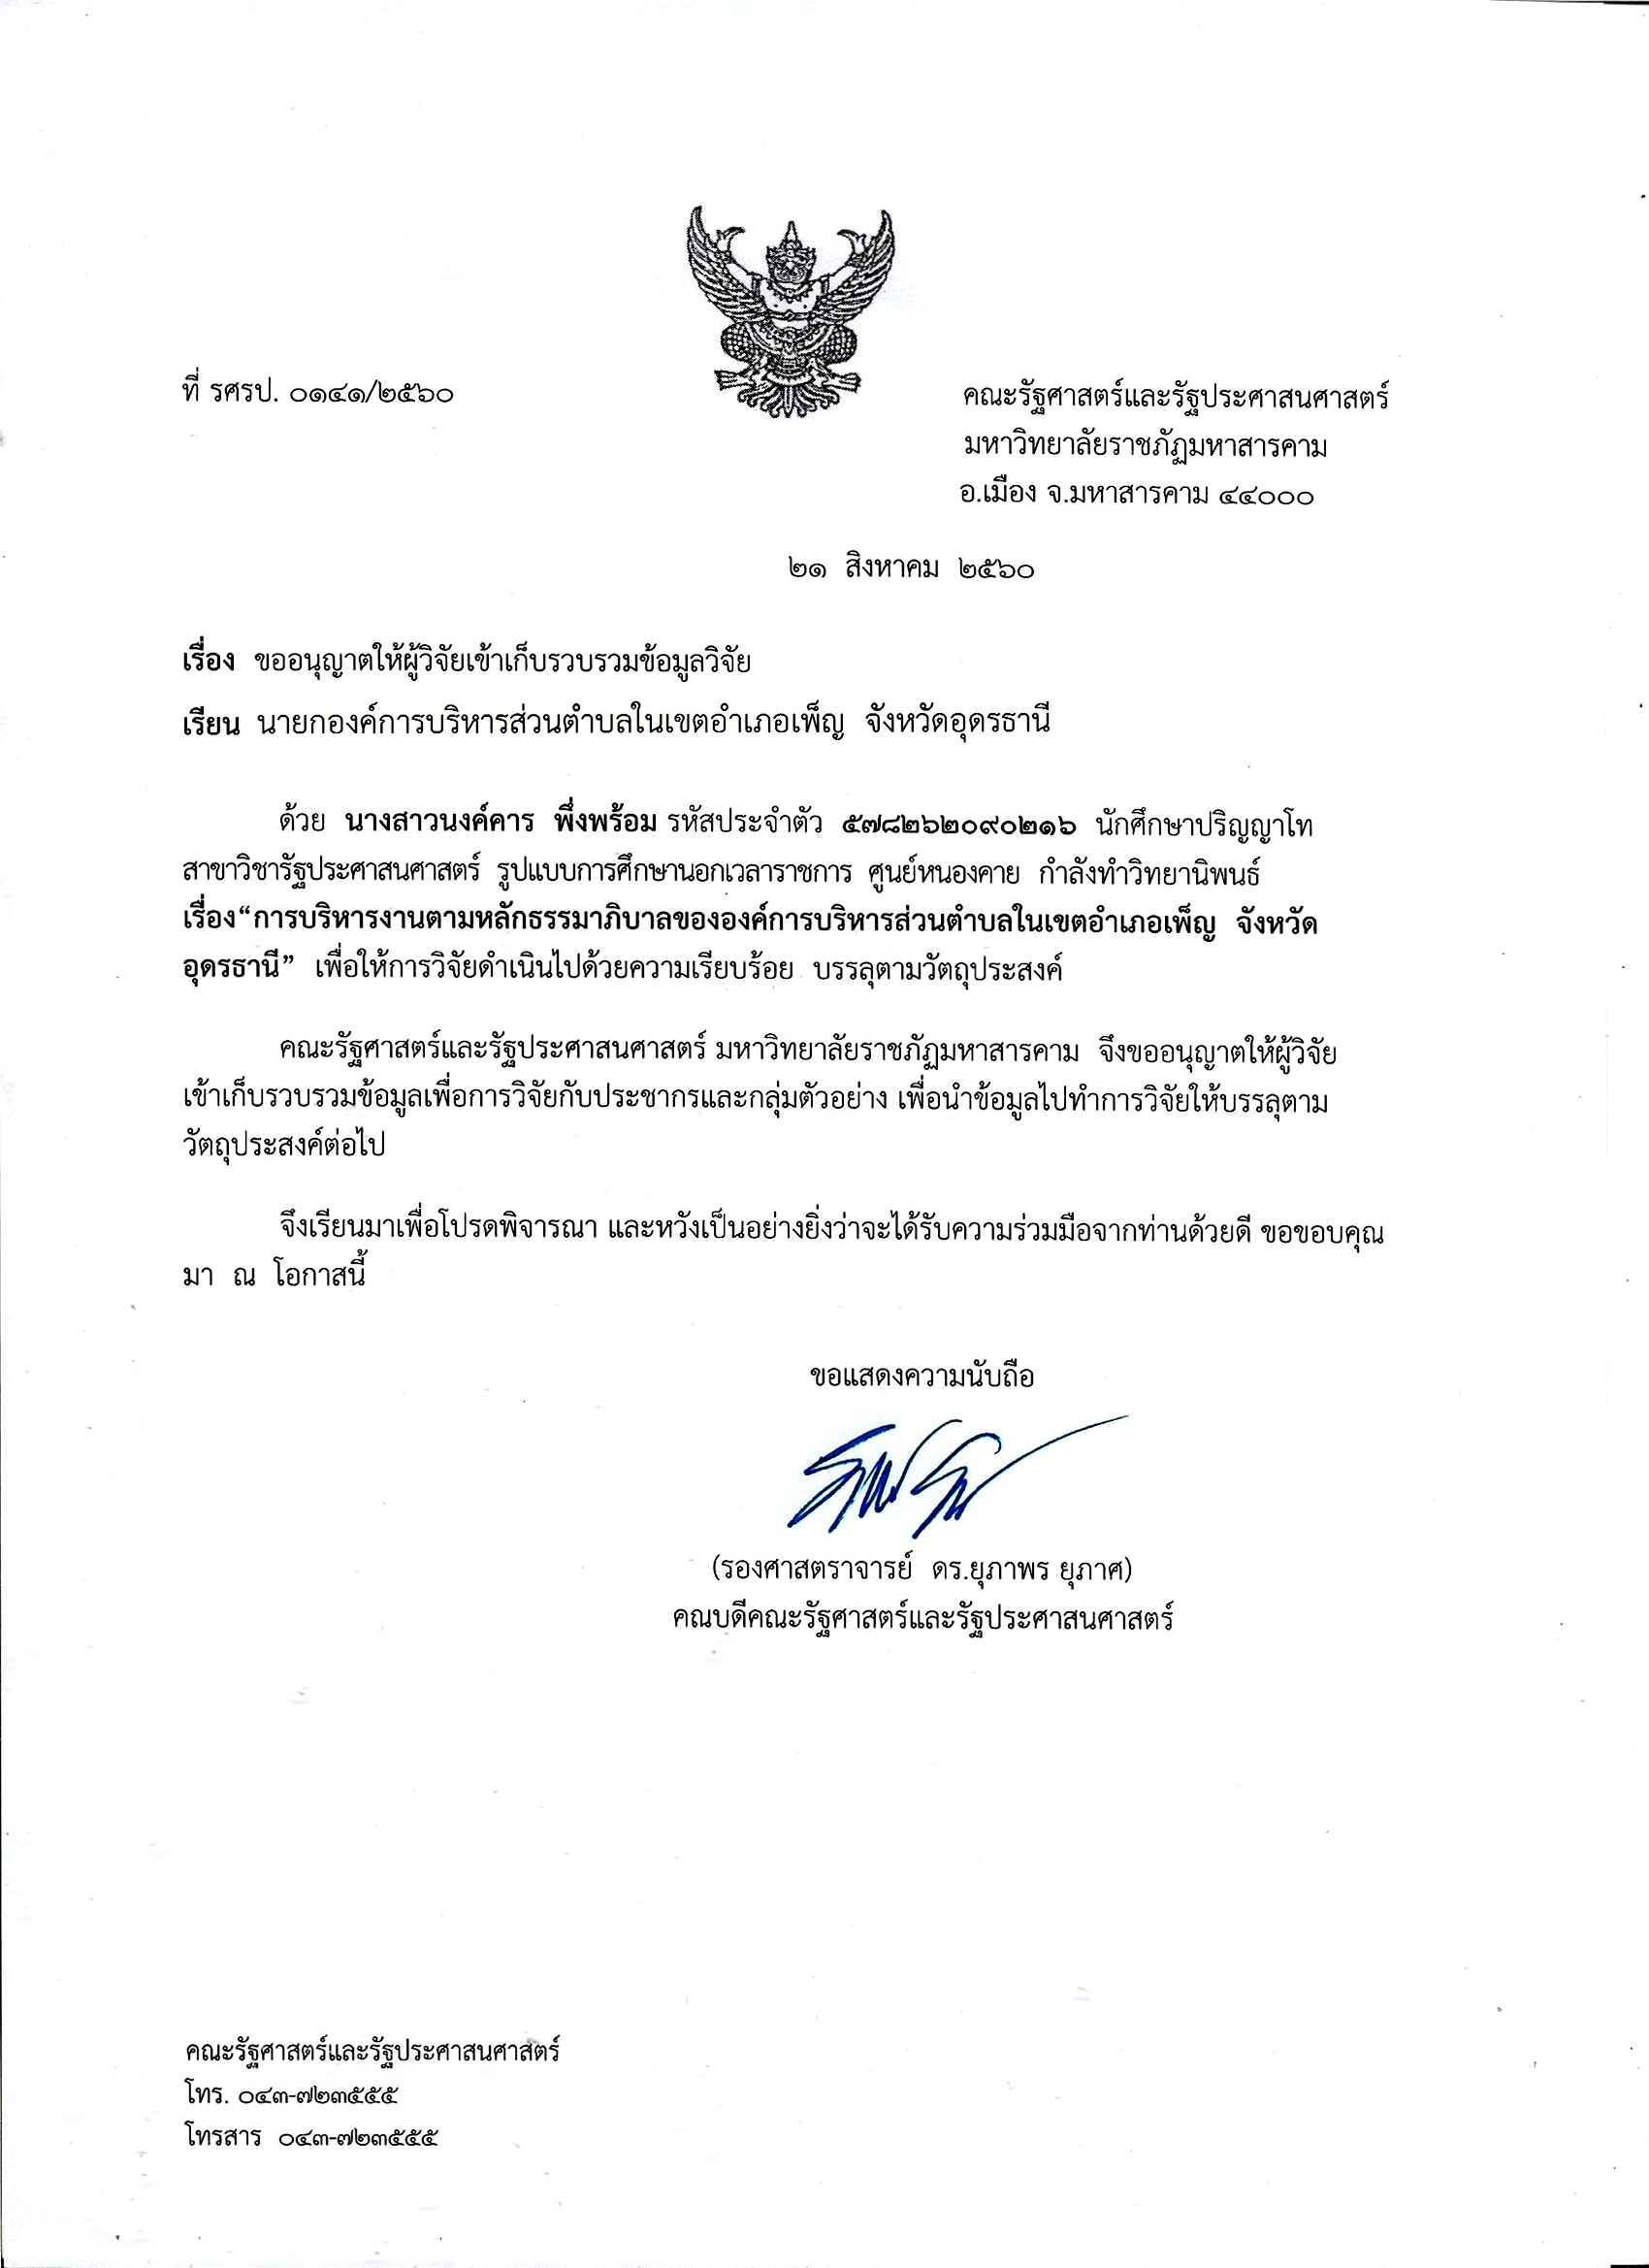 ที่ รศรป. ๐๑๔๑/๒๕๖๐
คณะรัฐศาสตร์และรัฐประศาสนศาสตร์
มหาวิทยาลัยราชภัฏมหาสารคาม
อ.เมือง จ.มหาสารคาม ๔๔๐๐๐
๒๑ สิงหาคม ๒๕๖๐
เรื่อง ขออนุญาตให้ผู้วิจัยเข้าเก็บรวบรวมข้อมูลวิจัย
เรียน นายกองค์การบริหารส่วนตำบลในเขตอำเภอเพ็ญ จังหวัดอุดรธานี
ด้วย นางสาวนงค์คาร พึ่งพร้อม รหัสประจำตัว ๕๗๘๒๖๒๐๙๐๒๑๖ นักศึกษาปริญญาโท
สาขาวิชารัฐประศาสนศาสตร์ รูปแบบการศึกษานอกเวลาราชการ ศูนย์หนองคาย กำลังทำวิทยานิพนธ์
เรื่อง“การบริหารงานตามหลักธรรมาภิบาลขององค์การบริหารส่วนตำบลในเขตอำเภอเพ็ญ จังหวัด
อุดรธานี” เพื่อให้การวิจัยดำเนินไปด้วยความเรียบร้อย บรรลุตามวัตถุประสงค์
คณะรัฐศาสตร์และรัฐประศาสนศาสตร์ มหาวิทยาลัยราชภัฏมหาสารคาม จึงขออนุญาตให้ผู้วิจัย
เข้าเก็บรวบรวมข้อมูลเพื่อการวิจัยกับประชากรและกลุ่มตัวอย่าง เพื่อนำข้อมูลไปทำการวิจัยให้บรรลุตาม
วัตถุประสงค์ต่อไป
จึงเรียนมาเพื่อโปรดพิจารณา และหวังเป็นอย่างยิ่งว่าจะได้รับความร่วมมือจากท่านด้วยดี ขอขอบคุณ
มา ณ โอกาสนี้
ขอแสดงความนับถือ
(รองศาสตราจารย์ ดร.ยุภาพร ยุภาศ)
คณบดีคณะรัฐศาสตร์และรัฐประศาสนศาสตร์
คณะรัฐศาสตร์และรัฐประศาสนศาสตร์
โทร. ๐๔๓-๗๒๓๕๕๕
โทรสาร ๐๔๓-๗๒๓๕๕๕